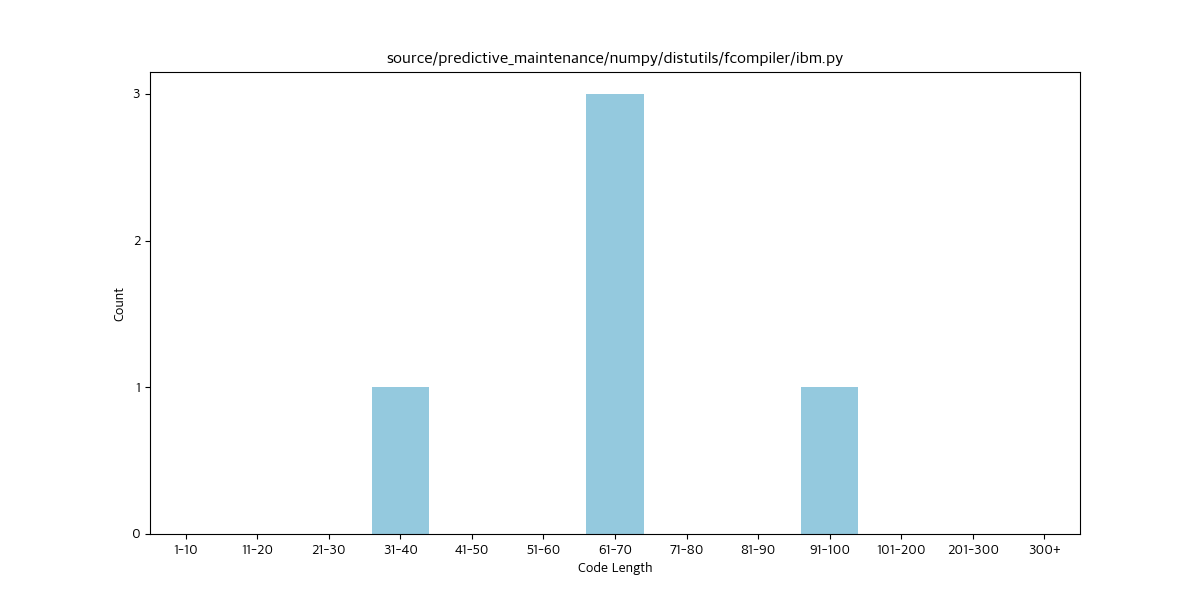 source/predictive_maintenance/numpy/distutils/fcompiler/ibm.py
3
2
1
0
Count
1-10 11-20 21-30 31-40 41-50 51-60 61-70 71-80 81-90 91-100 101-200 201-300 300+
Code Length